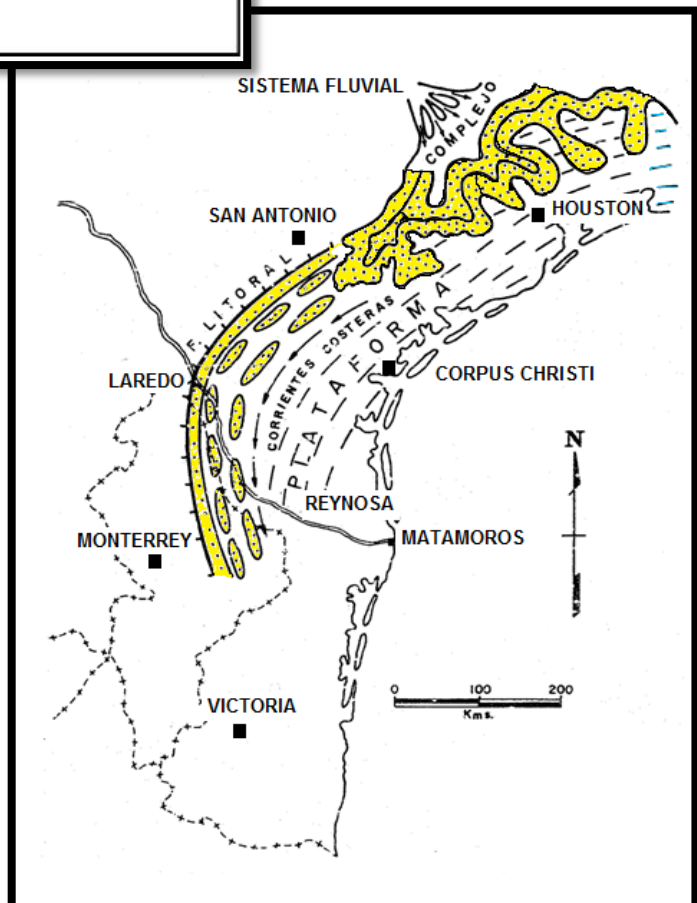 SISTEMA FLUVIAL
COMPLEJO
SAN ANTONIO
HOUSTON
F. LITORAL
CORRIENTES COSTERAS
PLATAFORMA
LAREDO
CORPUS CHRISTI
N
REYNOSA
MONTERREY
MATAMOROS
VICTORIA
0 100 200
Kms.